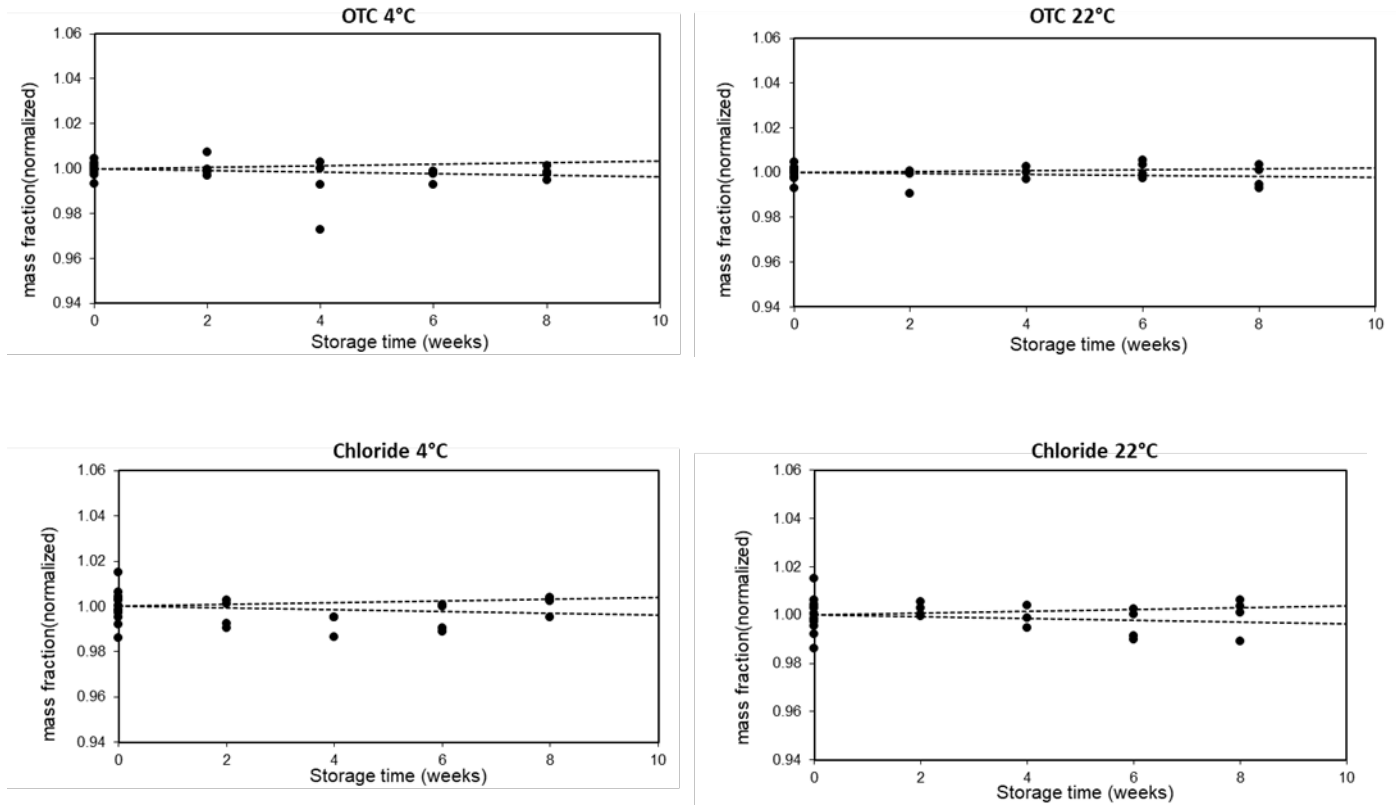 OTC 4°C
1.06
1.04
1.02
1.00
0.98
0.96
0.94
mass fraction(normalized)
0 2 4 6 8 10
Storage time (weeks)
OTC 22°C
1.06
1.04
1.02
1.00
0.98
0.96
0.94
mass fraction(normalized)
0 2 4 6 8 10
Storage time (weeks)
Chloride 4°C
1.06
1.04
1.02
1.00
0.98
0.96
0.94
mass fraction(normalized)
0 2 4 6 8 10
Storage time (weeks)
Chloride 22°C
1.06
1.04
1.02
1.00
0.98
0.96
0.94
mass fraction(normalized)
0 2 4 6 8 10
Storage time (weeks)